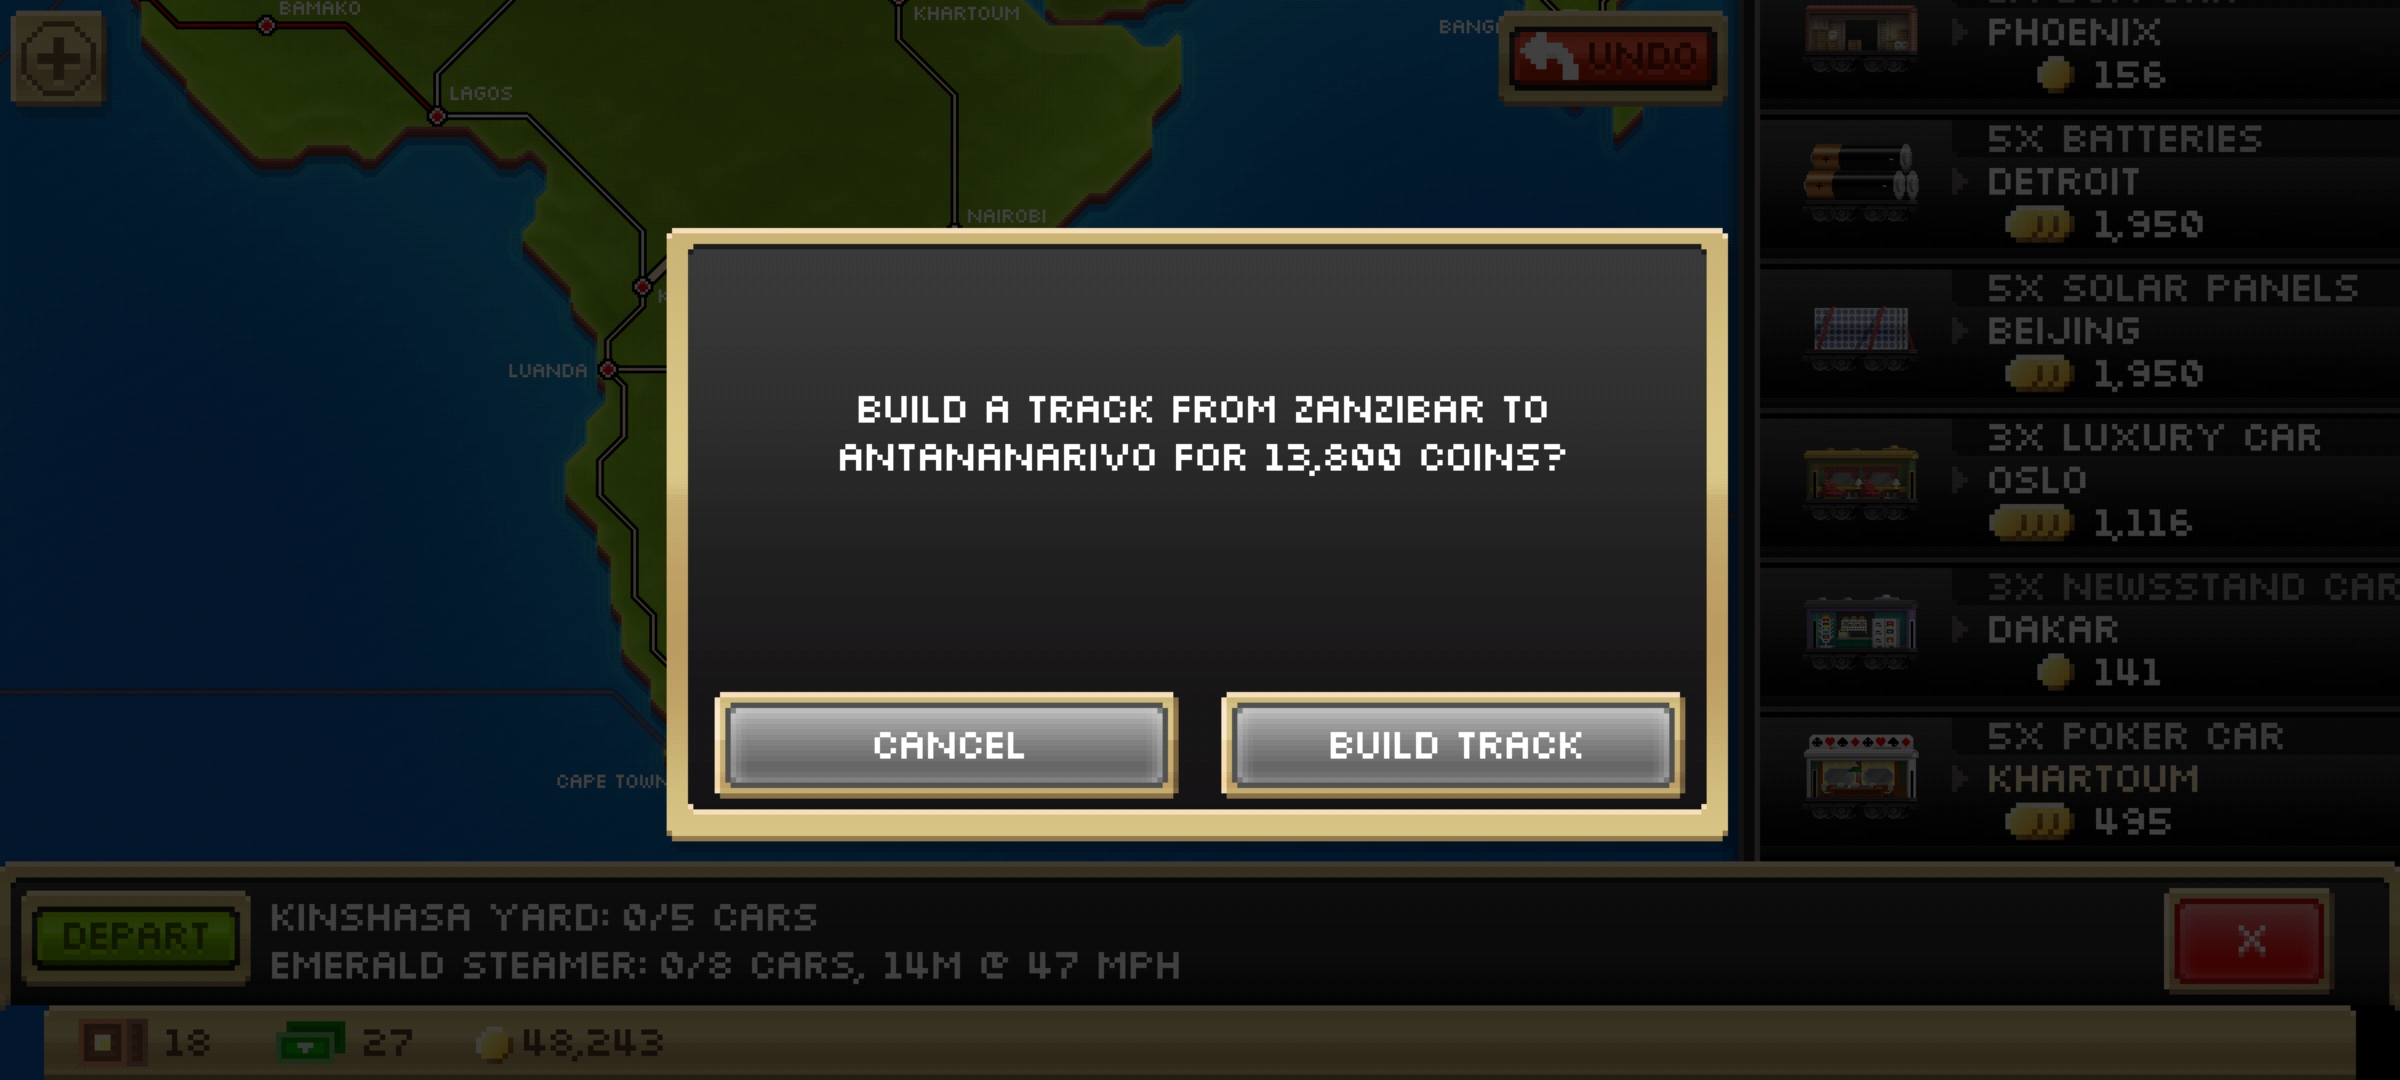 BAMAKO
KHARTOUM
LAGOS
NAIROBI
LUANDA
CAPE TOWN
UNDO
PHOENIX
156
5X BATTERIES
DETROIT
1,950
5X SOLAR PANELS
BEIJING
1,950
3X LUXURY CAR
OSLO
1,116
3X NEWSSTAND CAR
DAKAR
141
5X POKER CAR
KHARTOUM
495
BUILD A TRACK FROM ZANZIBAR TO
ANTANANARIVO FOR 13,800 COINS?
CANCEL
BUILD TRACK
DEPART
KINSHASA YARD: 0/5 CARS
EMERALD STEAMER: 0/8 CARS, 14M @ 47 MPH
X
18
27
48,243